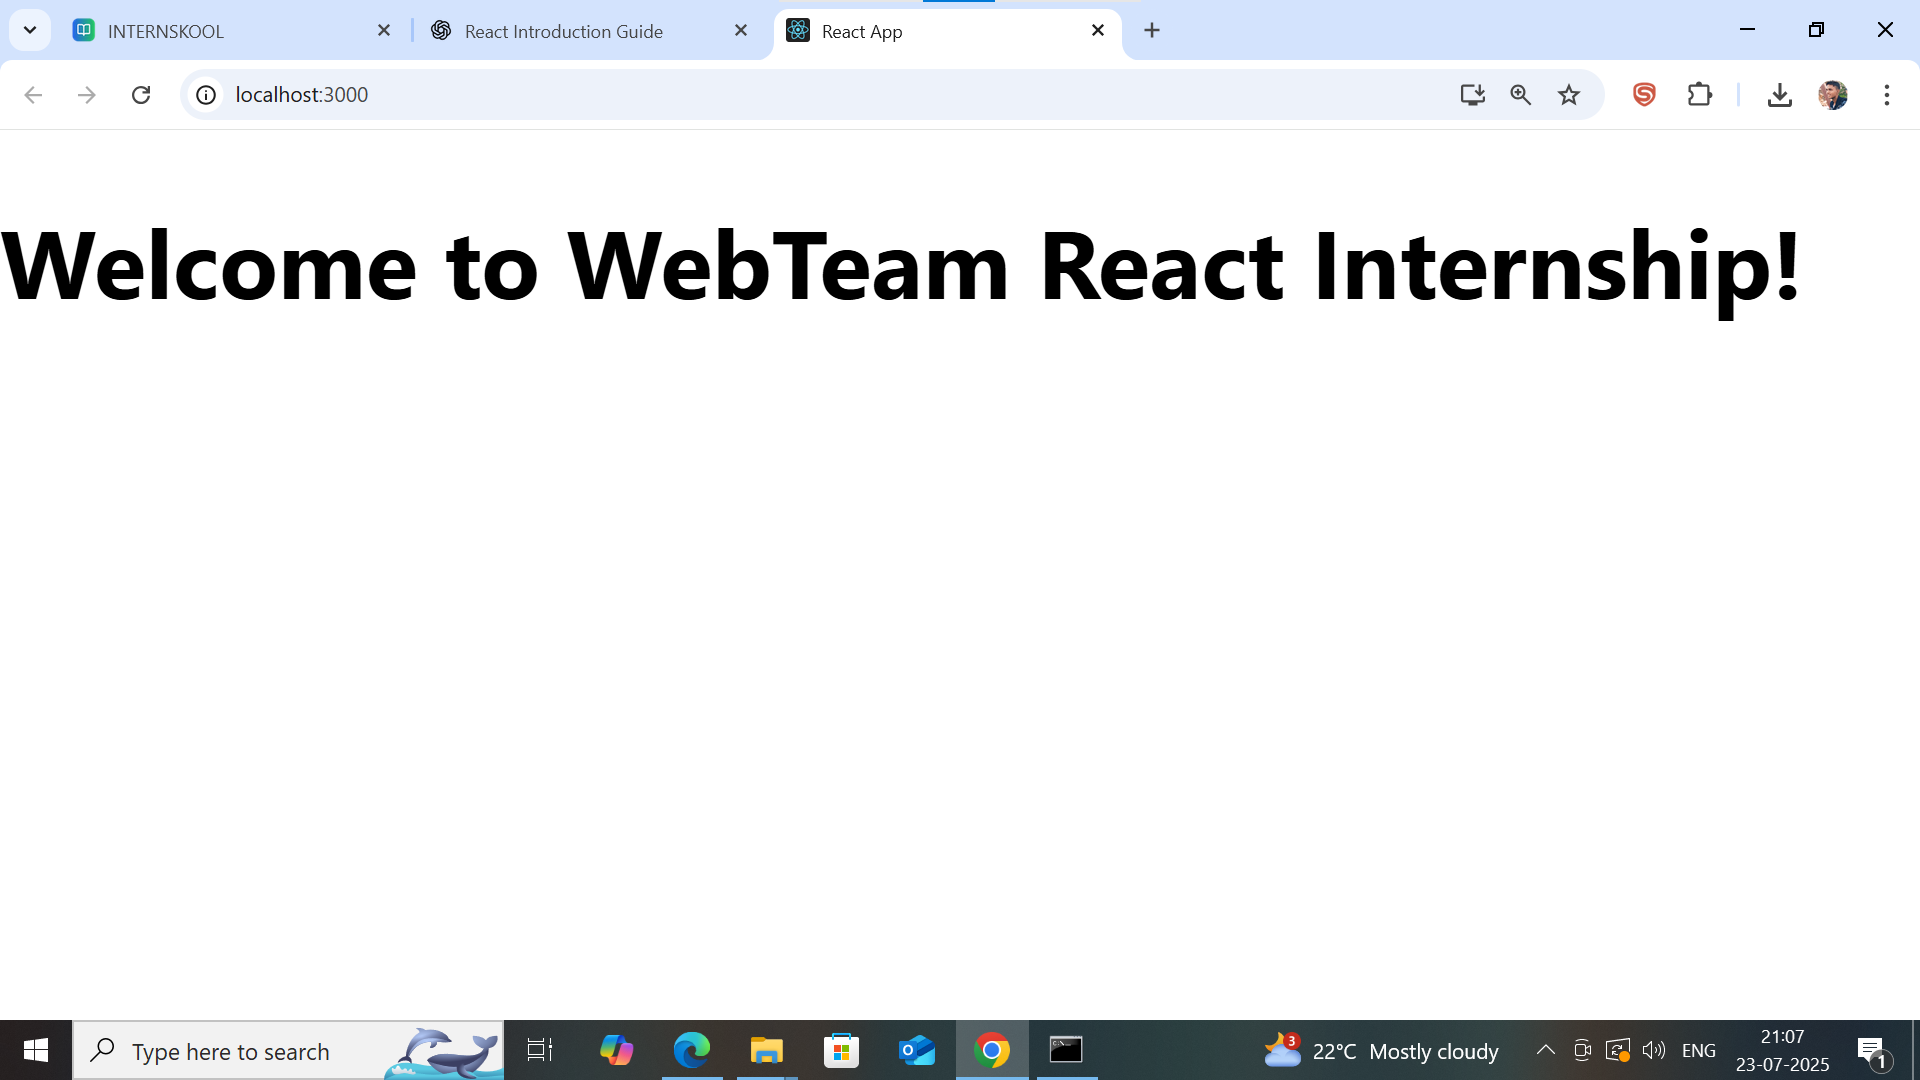 INTERNSKOOL
React Introduction Guide
React App
localhost:3000
Welcome to WebTeam React Internship!
Type here to search
3
22°C Mostly cloudy
ENG
21:07
23-07-2025
1